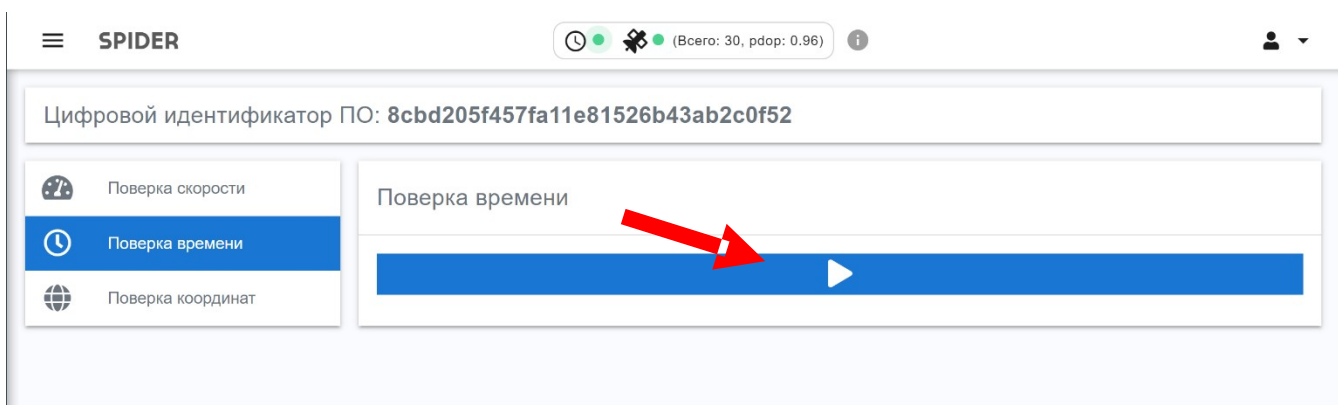 SPIDER (Всего: 30, pdop: 0.96)
Цифровой идентификатор ПО: 8cbd205f457fa11e81526b43ab2c0f52
Поверка скорости
Поверка времени
Поверка координат
Поверка времени